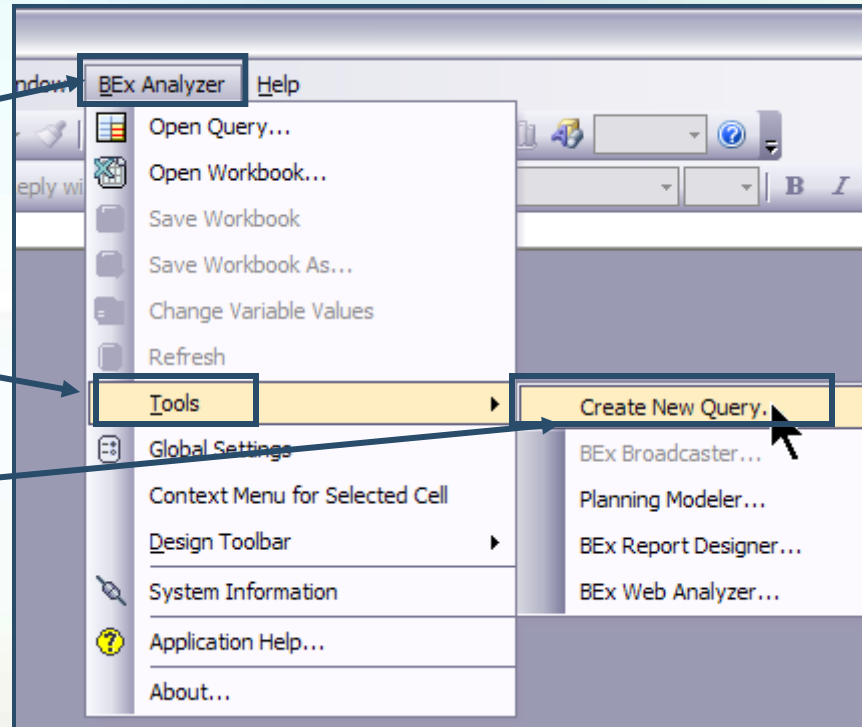 BEx Analyzer Help
Open Query...
Open Workbook...
B I
Save Workbook
Save Workbook As...
Change Variable Values
Refresh
Tools
Create New Query..
Global Settings
BEx Broadcaster...
Context Menu for Selected Cell
Planning Modeler...
Design Toolbar
BEx Report Designer...
System Information
BEx Web Analyzer...
Application Help...
About...